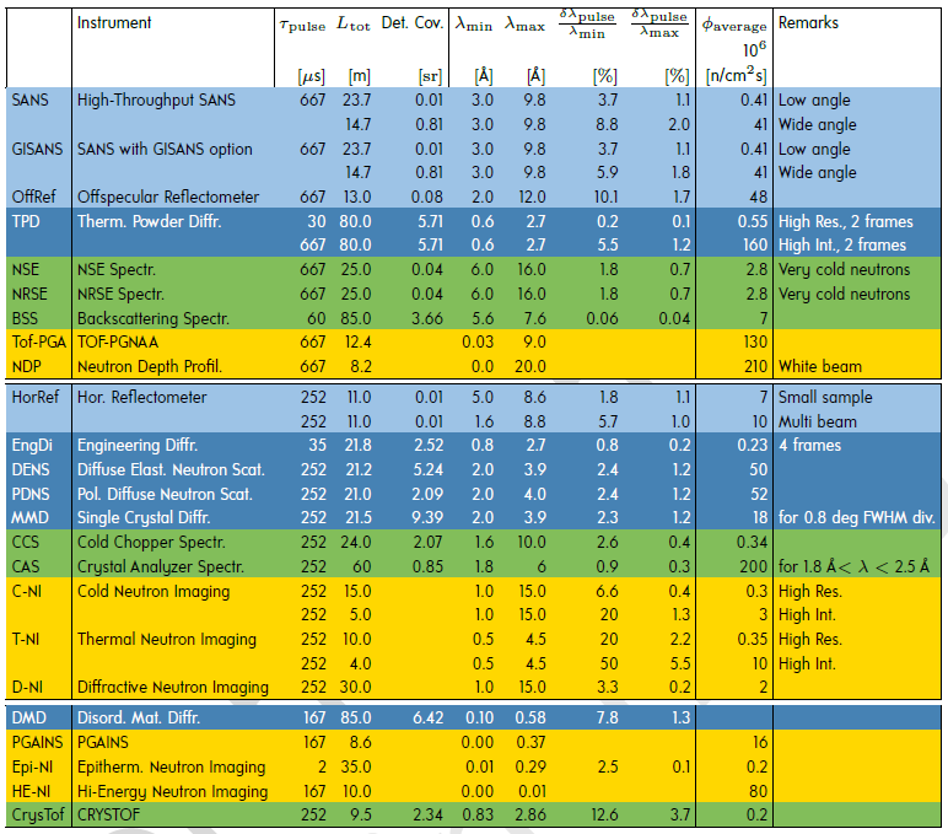 Instrument τpulse Ltot Det. Cov. λmin λmax δλpulse/λmin δλpulse/λmax ϕaverage Remarks
10⁶
[μs] [m] [sr] [Å] [Å] [%] [%] [n/cm²s]
SANS High-Throughput SANS 667 23.7 0.01 3.0 9.8 3.7 1.1 0.41 Low angle
14.7 0.81 3.0 9.8 8.8 2.0 41 Wide angle
GISANS SANS with GISANS option 667 23.7 0.01 3.0 9.8 3.7 1.1 0.41 Low angle
14.7 0.81 3.0 9.8 5.9 1.8 41 Wide angle
OffRef Offspecular Reflectometer 667 13.0 0.08 2.0 12.0 10.1 1.7 48
TPD Therm. Powder Diffr. 30 80.0 5.71 0.6 2.7 0.2 0.1 0.55 High Res., 2 frames
667 80.0 5.71 0.6 2.7 5.5 1.2 160 High Int., 2 frames
NSE NSE Spectr. 667 25.0 0.04 6.0 16.0 1.8 0.7 2.8 Very cold neutrons
NRSE NRSE Spectr. 667 25.0 0.04 6.0 16.0 1.8 0.7 2.8 Very cold neutrons
BSS Backscattering Spectr. 60 85.0 3.66 5.6 7.6 0.06 0.04 7
Tof-PGA TOF-PGNAA 667 12.4 0.03 9.0 130
NDP Neutron Depth Profil. 667 8.2 0.0 20.0 210 White beam
HorRef Hor. Reflectometer 252 11.0 0.01 5.0 8.6 1.8 1.1 7 Small sample
252 11.0 0.01 1.6 8.8 5.7 1.0 10 Multi beam
EngDi Engineering Diffr. 35 21.8 2.52 0.8 2.7 0.8 0.2 0.23 4 frames
DENS Diffuse Elast. Neutron Scat. 252 21.2 5.24 2.0 3.9 2.4 1.2 50
PDNS Pol. Diffuse Neutron Scat. 252 21.0 2.09 2.0 4.0 2.4 1.2 52
MMD Single Crystal Diffr. 252 21.5 9.39 2.0 3.9 2.3 1.2 18 for 0.8 deg FWHM div.
CCS Cold Chopper Spectr. 252 24.0 2.07 1.6 10.0 2.6 0.4 0.34
CAS Crystal Analyzer Spectr. 252 60 0.85 1.8 6 0.9 0.3 200 for 1.8 Å< λ < 2.5 Å
C-NI Cold Neutron Imaging 252 15.0 1.0 15.0 6.6 0.4 0.3 High Res.
252 5.0 1.0 15.0 20 1.3 3 High Int.
T-NI Thermal Neutron Imaging 252 10.0 0.5 4.5 20 2.2 0.35 High Res.
252 4.0 0.5 4.5 50 5.5 10 High Int.
D-NI Diffractive Neutron Imaging 252 30.0 1.0 15.0 3.3 0.2 2
DMD Disord. Mat. Diffr. 167 85.0 6.42 0.10 0.58 7.8 1.3
PGAINS PGAINS 167 8.6 0.00 0.37 16
Epi-NI Epitherm. Neutron Imaging 2 35.0 0.01 0.29 2.5 0.1 0.2
HE-NI Hi-Energy Neutron Imaging 167 10.0 0.00 0.01 80
CrysTof CRYSTOF 252 9.5 2.34 0.83 2.86 12.6 3.7 0.2